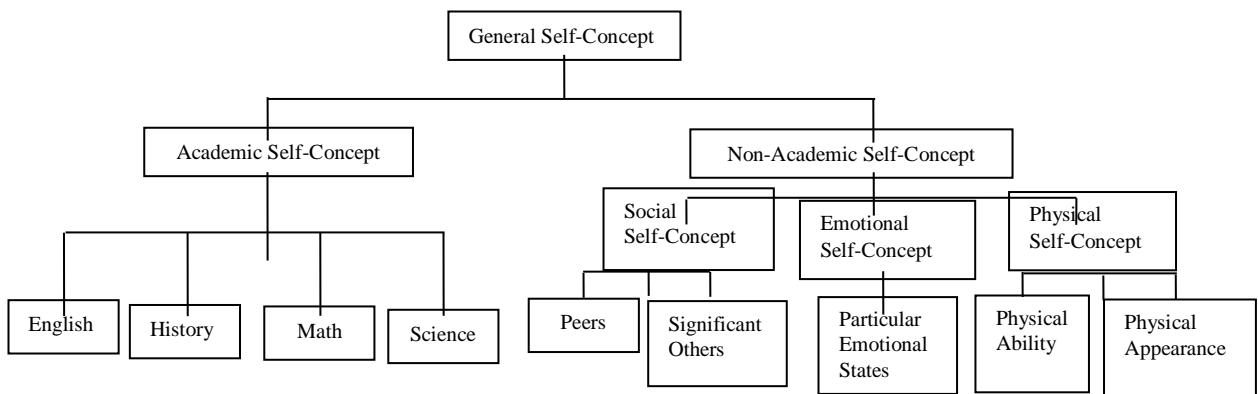 General Self-Concept
Academic Self-Concept
Non-Academic Self-Concept
Social
Self-Concept
Emotional
Self-Concept
Physical
Self-Concept
English
History
Math
Science
Peers
Significant
Others
Particular
Emotional
States
Physical
Ability
Physical
Appearance